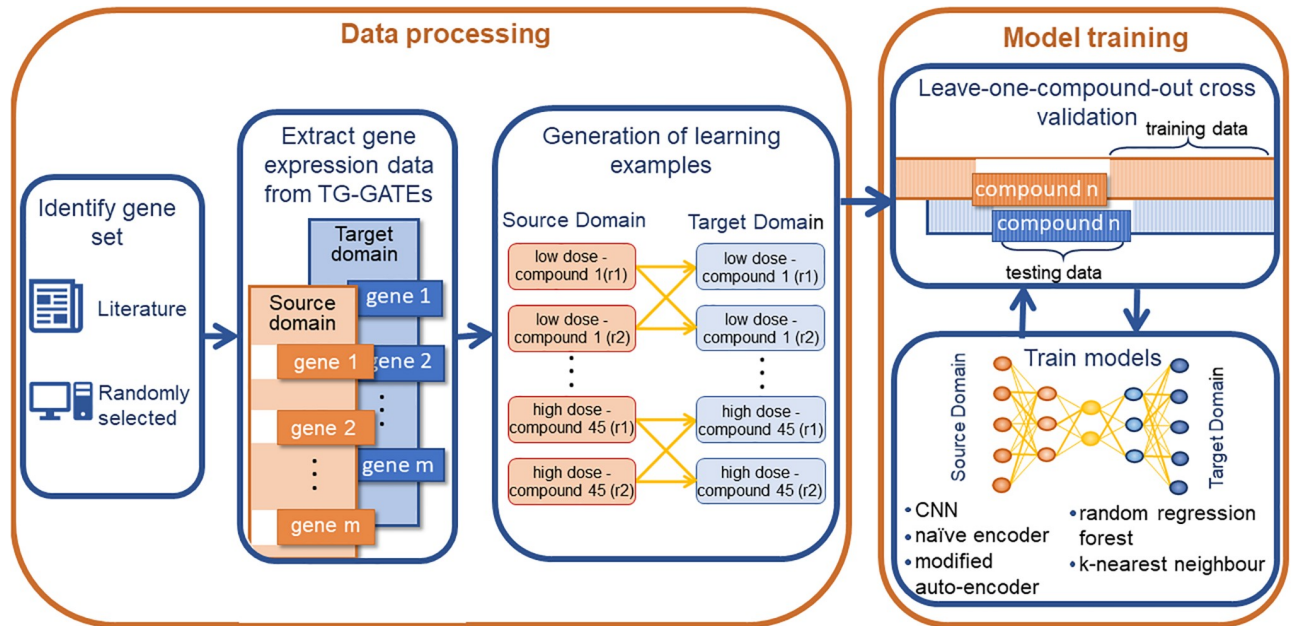 Data processing
Identify gene
set
Literature
Randomly
selected
Extract gene
expression data
from TG-GATEs
Target
domain
gene 1
gene 2
gene m
Source
domain
gene 1
gene 2
gene m
Generation of learning
examples
Source Domain
Target Domain
low dose -
compound 1(r1)
low dose -
compound 1 (r1)
low dose -
compound 1 (r2)
low dose -
compound 1 (r2)
high dose -
compound 45 (r1)
high dose -
compound 45 (r1)
high dose -
compound 45 (r2)
high dose -
compound 45 (r2)
Model training
Leave-one-compound-out cross
validation
training data
compound n
compound n
testing data
Train models
Source Domain
Target Domain
• CNN
• naïve encoder
• modified
auto-encoder
• random regression
forest
• k-nearest neighbour